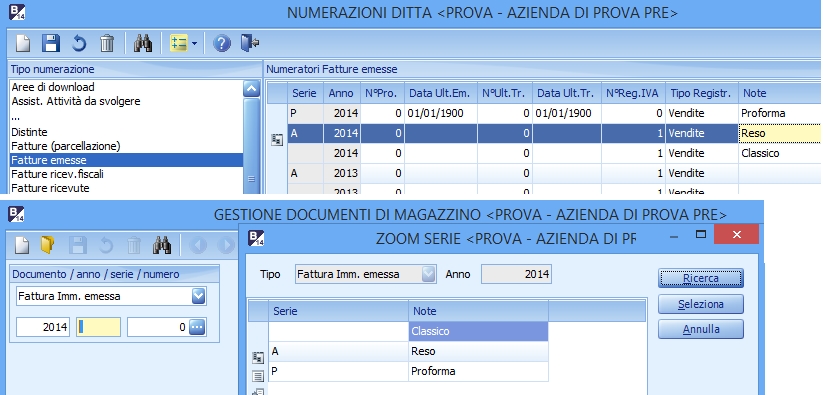 B 14 NUMERAZIONI DITTA <PROVA - AZIENDA DI PROVA PRE>
Tipo numerazione
Aree di download
Assist. Attività da svolgere
...
Distinte
Fatture (parcellazione)
Fatture emesse
Fatture ricev.fiscali
Fatture ricevute
Numeratori Fatture emesse
Serie Anno N°Pro. Data Ult.Em. N°Ult.Tr. Data Ult.Tr. N°Reg.IVA Tipo Registr. Note
P 2014 0 01/01/1900 0 01/01/1900 0 Vendite Proforma
A 2014 0 0 1 Vendite Reso
2014 0 0 1 Vendite Classico
A 2013 0 0 1 Vendite
2013 0 0 1 Vendite
B 14 GESTIONE DOCUMENTI DI MAGAZZINO <PROVA - AZIENDA DI PROVA PRE>
Documento / anno / serie / numero
Fattura Imm. emessa
2014 0 ...
B 14 ZOOM SERIE <PROVA - AZIENDA DI PF
Tipo Fattura Imm. emessa Anno 2014
Ricerca
Seleziona
Annulla
Serie Note
Classico
A Reso
P Proforma